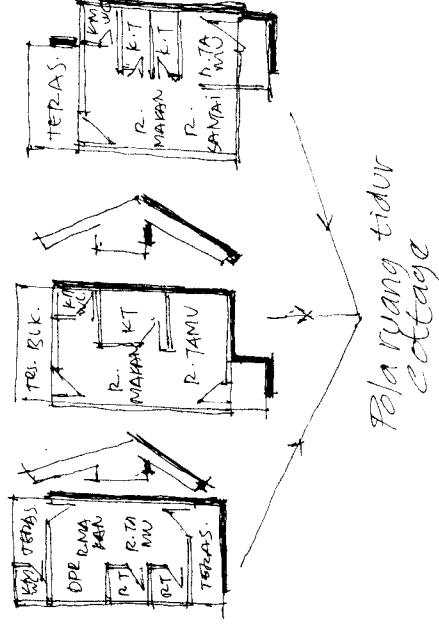 TERAS.
KM
WC
K.T
K.T
R.TA
MU
R.
MAKAN
R.
SANTAI
TRS. BLK.
KM
WC
KT
R.
MAKAN
R. TAMU
KM
WC
TERAS.
DPR
R.MA
KAN
R.TA
MU
RT
RT
TERAS.
Pola ruang tidur
cottage